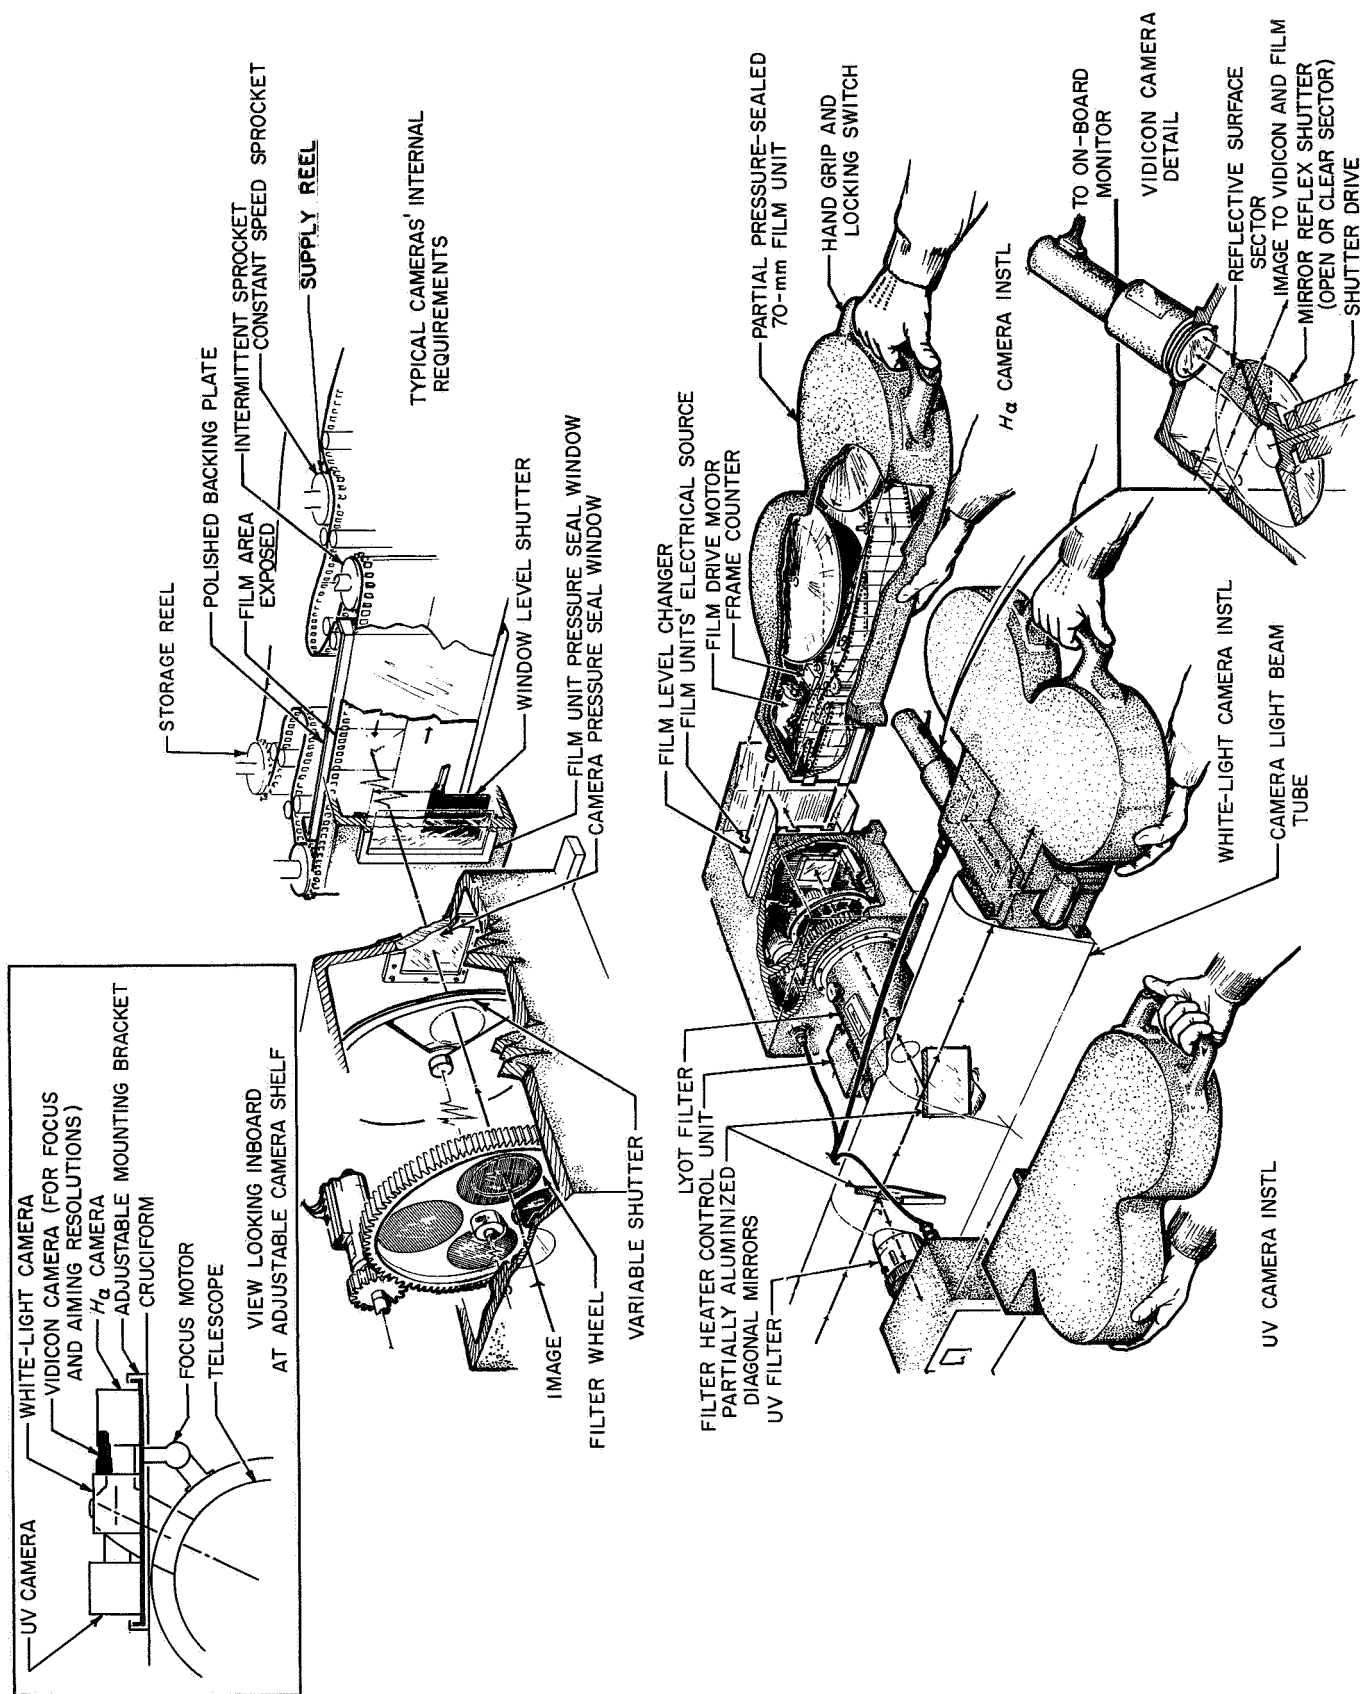 UV CAMERA
WHITE-LIGHT CAMERA
VIDICON CAMERA (FOR FOCUS
AND AIMING RESOLUTIONS)
Hα CAMERA
ADJUSTABLE MOUNTING BRACKET
CRUCIFORM
FOCUS MOTOR
TELESCOPE
VIEW LOOKING INBOARD
AT ADJUSTABLE CAMERA SHELF
STORAGE REEL
POLISHED BACKING PLATE
FILM AREA
EXPOSED
INTERMITTENT SPROCKET
CONSTANT SPEED SPROCKET
SUPPLY REEL
TYPICAL CAMERAS' INTERNAL
REQUIREMENTS
WINDOW LEVEL SHUTTER
FILM UNIT PRESSURE SEAL WINDOW
CAMERA PRESSURE SEAL WINDOW
IMAGE
FILTER WHEEL
VARIABLE SHUTTER
LYOT FILTER
FILTER HEATER CONTROL UNIT
PARTIALLY ALUMINIZED
DIAGONAL MIRRORS
UV FILTER
FILM LEVEL CHANGER
FILM UNITS' ELECTRICAL SOURCE
FILM DRIVE MOTOR
FRAME COUNTER
PARTIAL PRESSURE-SEALED
70-mm FILM UNIT
HAND GRIP AND
LOCKING SWITCH
Hα CAMERA INSTL
TO ON-BOARD
MONITOR
VIDICON CAMERA
DETAIL
REFLECTIVE SURFACE
SECTOR
IMAGE TO VIDICON AND FILM
MIRROR REFLEX SHUTTER
(OPEN OR CLEAR SECTOR)
SHUTTER DRIVE
WHITE-LIGHT CAMERA INSTL
CAMERA LIGHT BEAM
TUBE
UV CAMERA INSTL